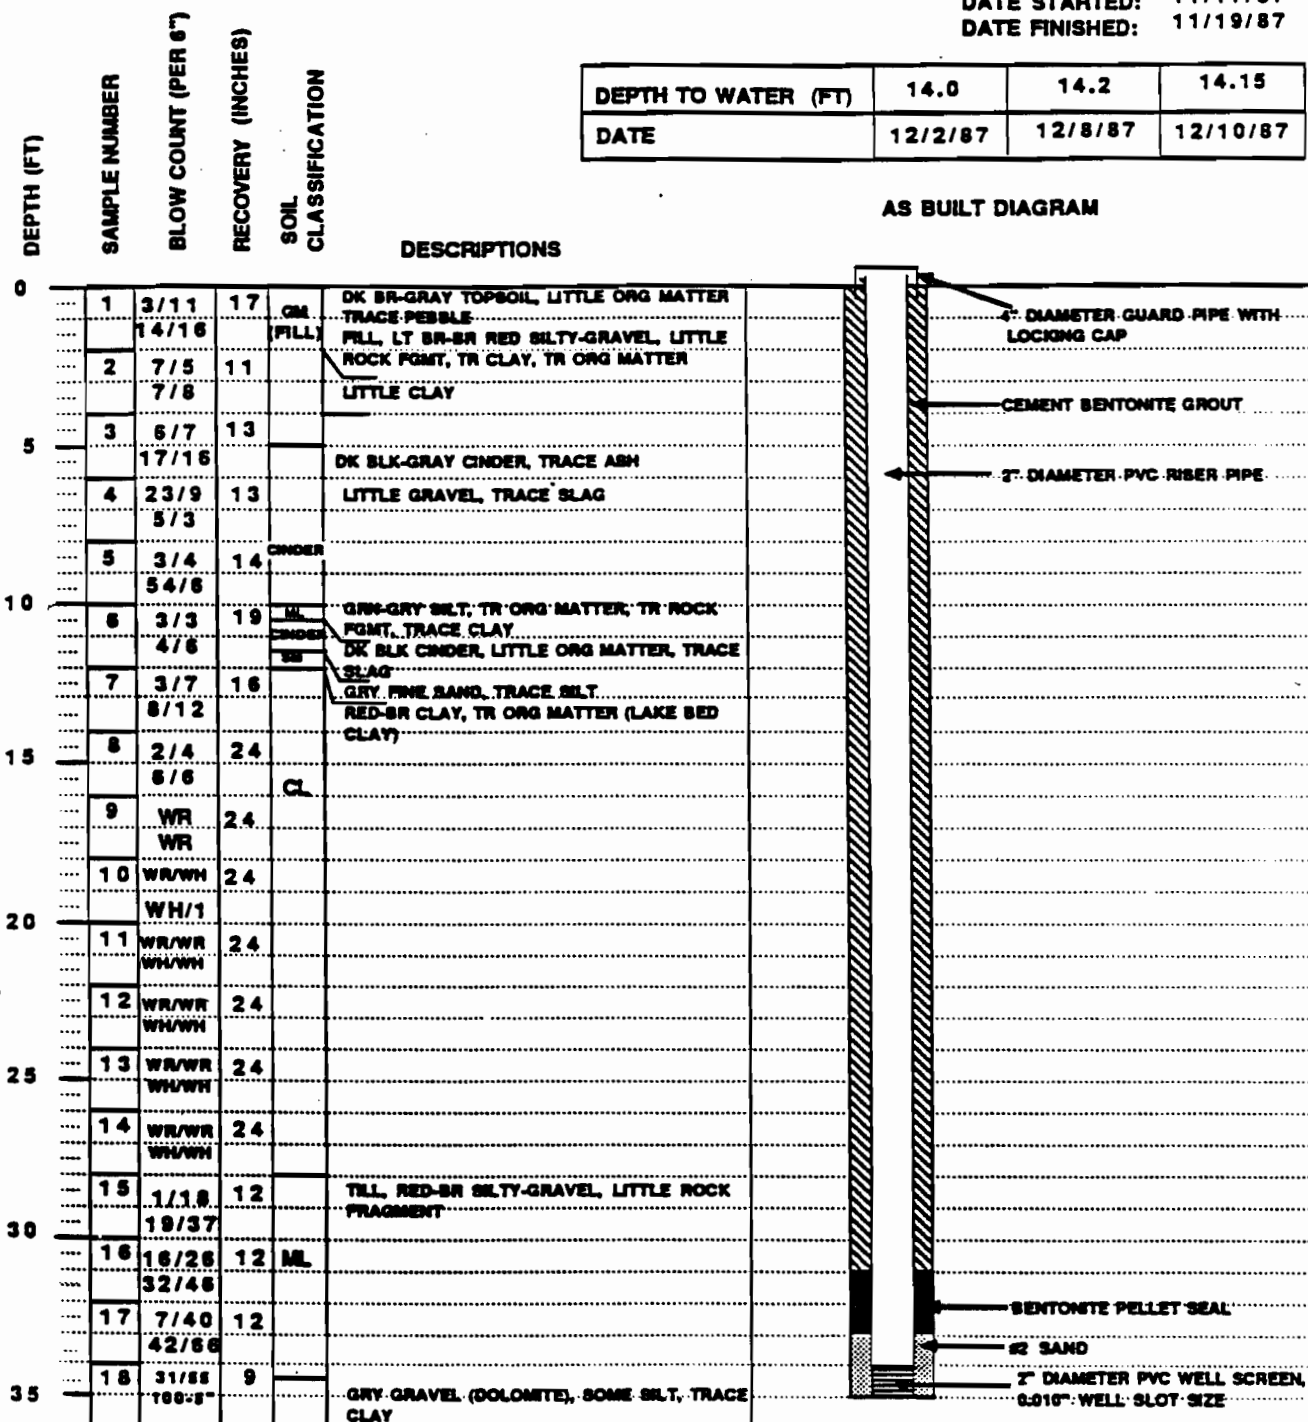 DATE STARTED:
DATE FINISHED: 11/19/87
DEPTH TO WATER (FT) 14.0 14.2 14.15
DATE 12/2/87 12/8/87 12/10/87
AS BUILT DIAGRAM
DEPTH (FT)
SAMPLE NUMBER
BLOW COUNT (PER 6")
RECOVERY (INCHES)
SOIL CLASSIFICATION
DESCRIPTIONS
0
1 3/11 17 GM DK BR-GRAY TOPSOIL, LITTLE ORG MATTER
14/16 (FILL) TRACE PEBBLE
FILL, LT BR-BR RED SILTY-GRAVEL, LITTLE
ROCK FGMT, TR CLAY, TR ORG MATTER
2 7/5 11
7/8 LITTLE CLAY
3 6/7 13
5
17/16 DK BLK-GRAY CINDER, TRACE ASH
4 23/9 13 LITTLE GRAVEL, TRACE SLAG
5/3
CINDER
5 3/4 14
54/6
10
6 3/3 19 ML GRN-GRY SILT, TR ORG MATTER, TR ROCK
FGMT, TRACE CLAY
4/6 CINDER DK BLK CINDER, LITTLE ORG MATTER, TRACE
SLAG
7 3/7 16 GRY FINE SAND, TRACE SILT
8/12 RED-BR CLAY, TR ORG MATTER (LAKE BED
CLAY)
8 2/4 24
15
6/6
CL
9 WR 24
WR
10 WR/WH 24
WH/1
20
11 WR/WR 24
WH/WH
12 WR/WR 24
WH/WH
13 WR/WR 24
25
WH/WH
14 WR/WR 24
WH/WH
15 1/18 12 TILL, RED-BR SILTY-GRAVEL, LITTLE ROCK
19/37 FRAGMENT
30
16 16/26 12 ML
32/46
17 7/40 12
42/66
18 9
35
100-5" GRY GRAVEL (DOLOMITE), SOME SILT, TRACE
CLAY
4" DIAMETER GUARD PIPE WITH
LOCKING CAP
CEMENT BENTONITE GROUT
2" DIAMETER PVC RISER PIPE
BENTONITE PELLET SEAL
#2 SAND
2" DIAMETER PVC WELL SCREEN,
0.010" WELL SLOT SIZE